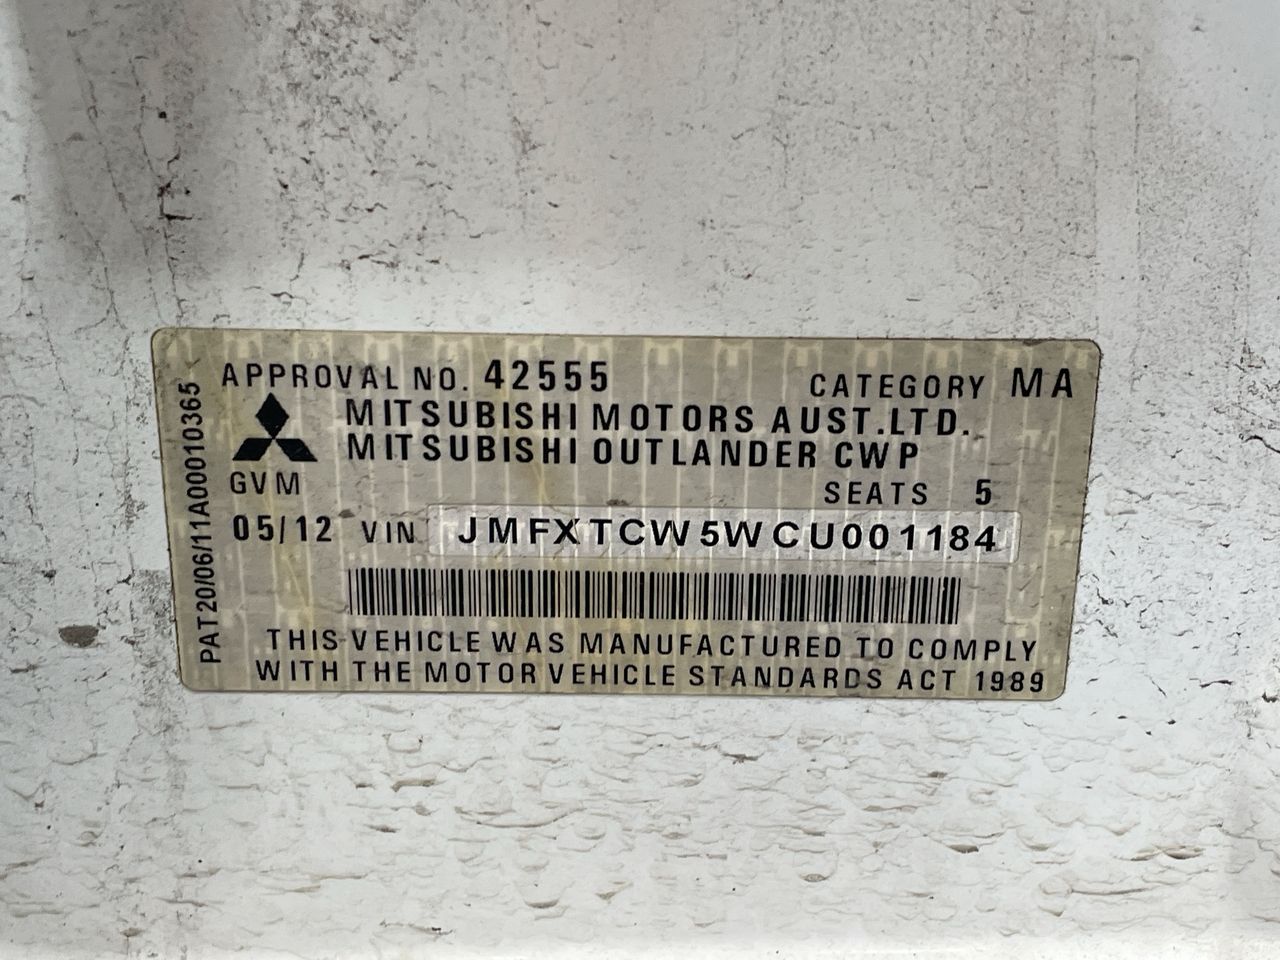 APPROVAL NO. 42555
CATEGORY MA
MITSUBISHI MOTORS AUST.LTD.
MITSUBISHI OUTLANDER CWP
GVM
SEATS 5
05/12 VIN JMFXTCW5WCU001184
THIS VEHICLE WAS MANUFACTURED TO COMPLY
WITH THE MOTOR VEHICLE STANDARDS ACT 1989
PAT20/06/11A00010365